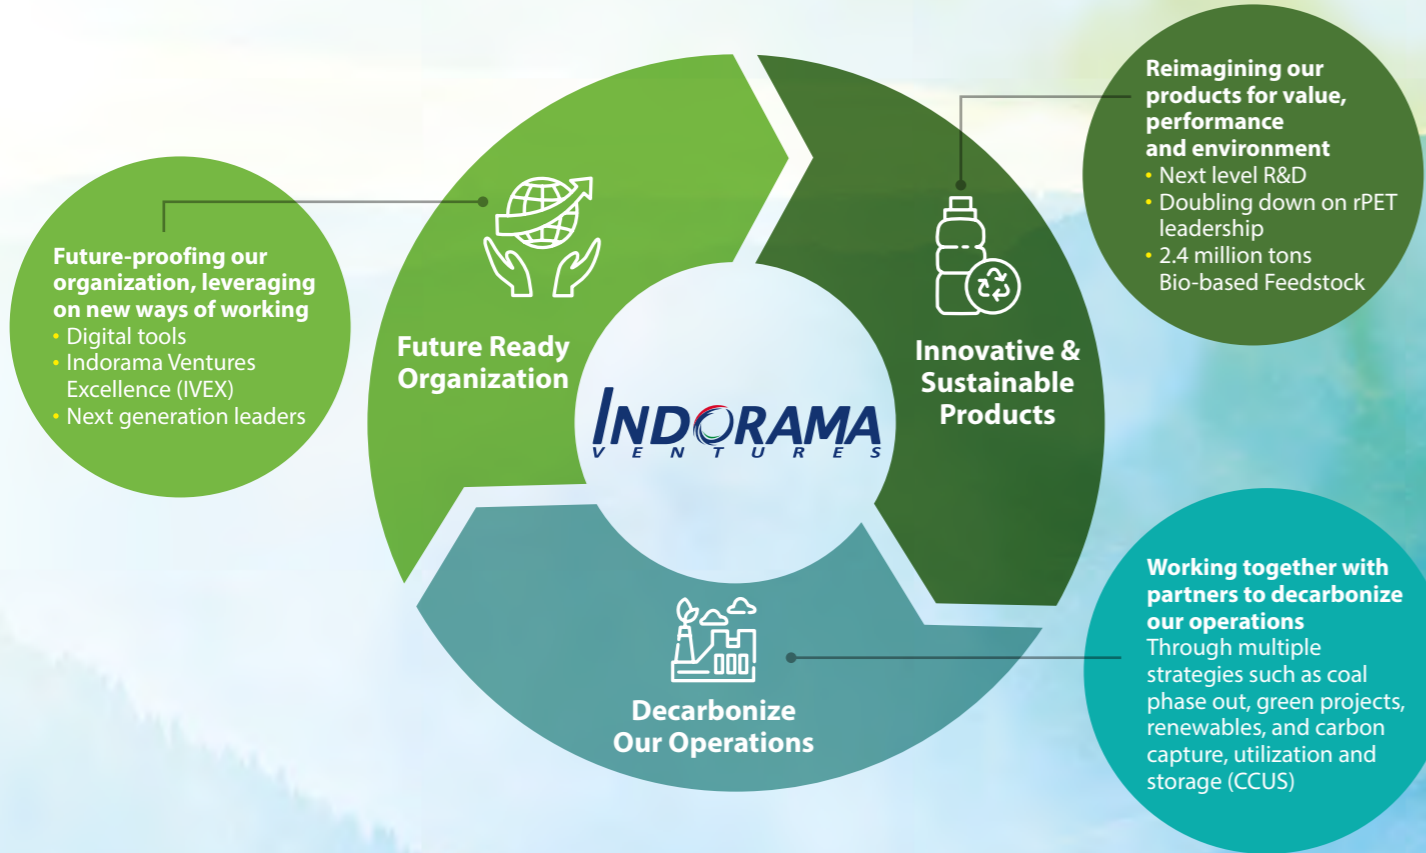 Future-proofing our
organization, leveraging
on new ways of working
• Digital tools
• Indorama Ventures
Excellence (IVEX)
• Next generation leaders
Future Ready
Organization
INDORAMA
VENTURES
Innovative &
Sustainable
Products
Reimagining our
products for value,
performance
and environment
• Next level R&D
• Doubling down on rPET
leadership
• 2.4 million tons
Bio-based Feedstock
Decarbonize
Our Operations
Working together with
partners to decarbonize
our operations
Through multiple
strategies such as coal
phase out, green projects,
renewables, and carbon
capture, utilization and
storage (CCUS)